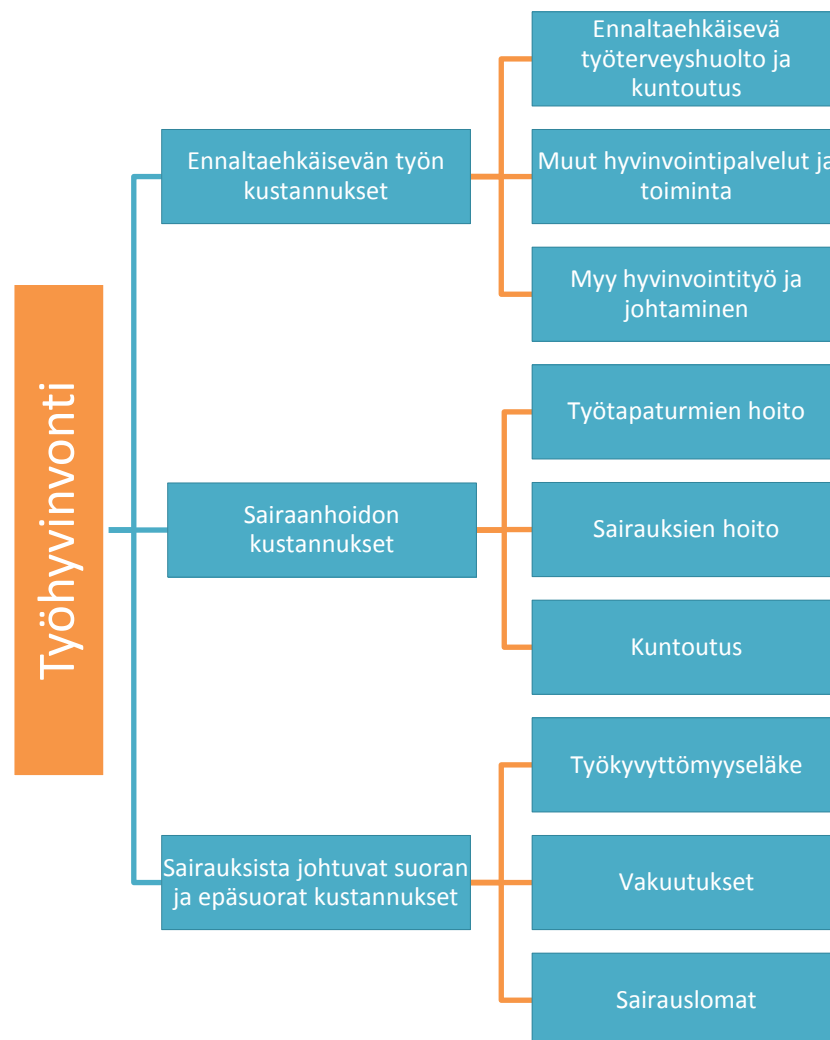 Työhyvinvonti
Ennaltaehkäisevän työn
kustannukset
Ennaltaehkäisevä
työterveyshuolto ja
kuntoutus
Muut hyvinvointipalvelut ja
toiminta
Myy hyvinvointityö ja
johtaminen
Sairaanhoidon
kustannukset
Työtapaturmien hoito
Sairauksien hoito
Kuntoutus
Sairauksista johtuvat suoran
ja epäsuorat kustannukset
Työkyvyttömyyseläke
Vakuutukset
Sairauslomat